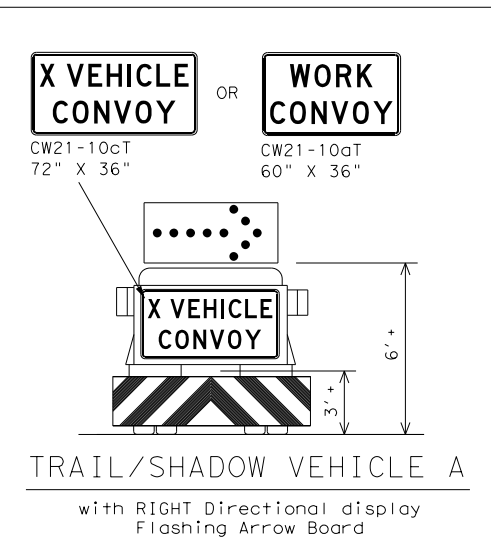 X VEHICLE
CONVOY
OR
WORK
CONVOY
CW21-10cT
72" X 36"
CW21-10aT
60" X 36"
X VEHICLE
CONVOY
6' +
3' +
TRAIL/SHADOW VEHICLE A
with RIGHT Directional display
Flashing Arrow Board